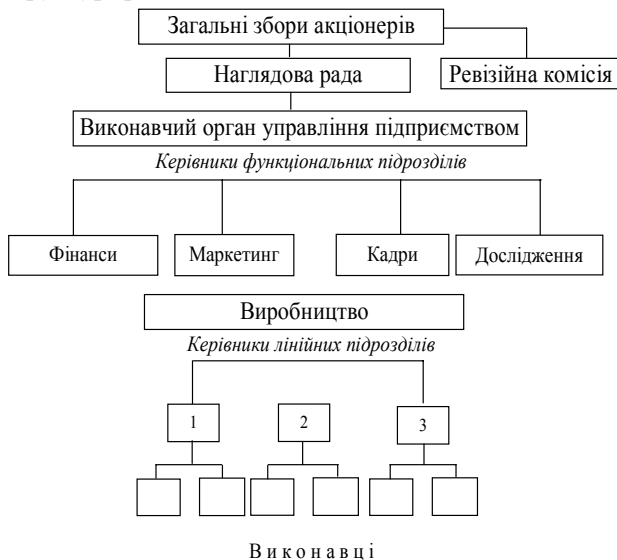 Загальні збори акціонерів
Наглядова рада
Ревізійна комісія
Виконавчий орган управління підприємством
Керівники функціональних підрозділів
Фінанси
Маркетинг
Кадри
Дослідження
Виробництво
Керівники лінійних підрозділів
1
2
3
Виконавці